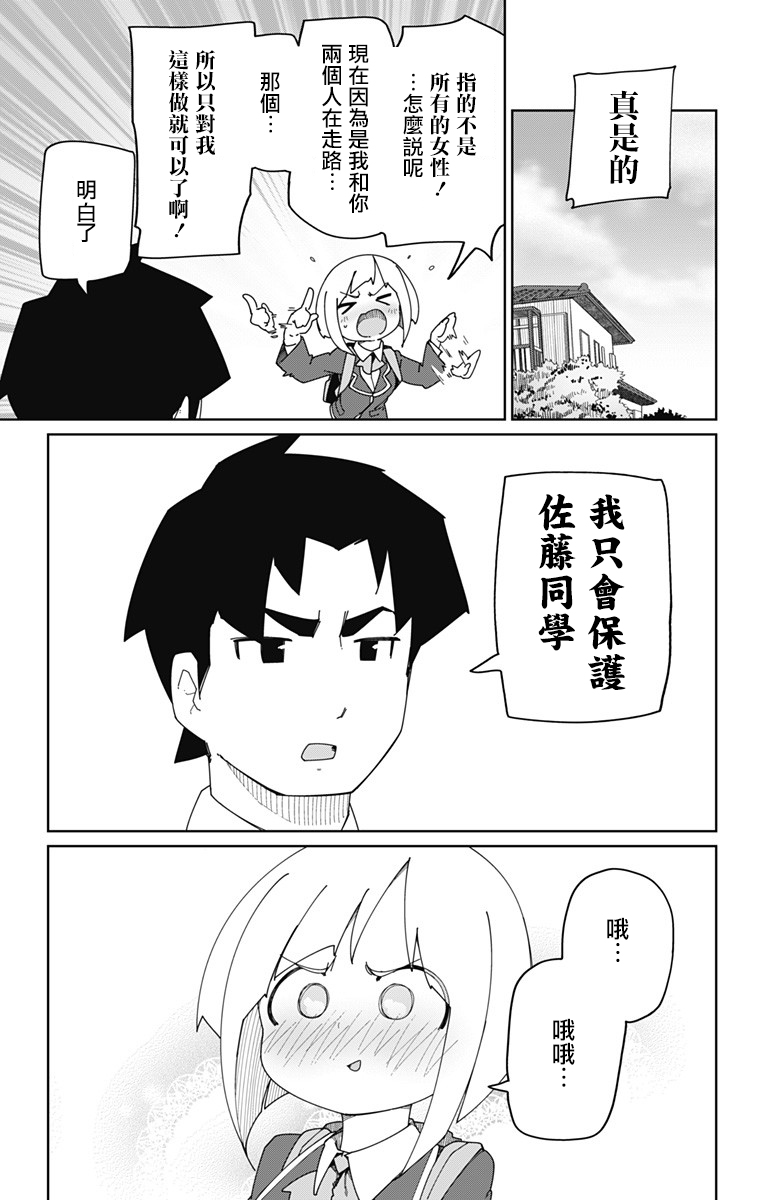 真是的
指的不是
所有的女性！
…怎麼説呢
現在因為是我和你
兩個人在走路…
那個…
所以只對我
這樣做就可以了啊！
明白了
我只會保護
佐藤同學
哦…
哦哦…